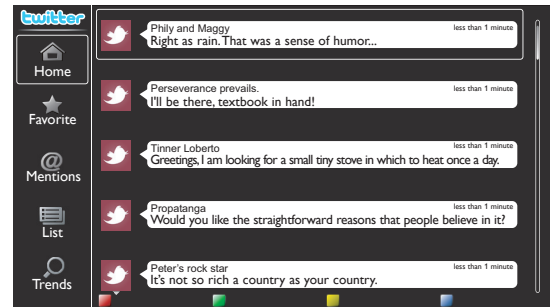 twitter
Home
Favorite
@
Mentions
List
Trends
Phily and Maggy
less than 1 minute
Right as rain. That was a sense of humor...
Perseverance prevails.
less than 1 minute
I'll be there, textbook in hand!
Tinner Loberto
less than 1 minute
Greetings, I am looking for a small tiny stove in which to heat once a day.
Propatanga
less than 1 minute
Would you like the straightforward reasons that people believe in it?
Peter's rock star
less than 1 minute
It's not so rich a country as your country.